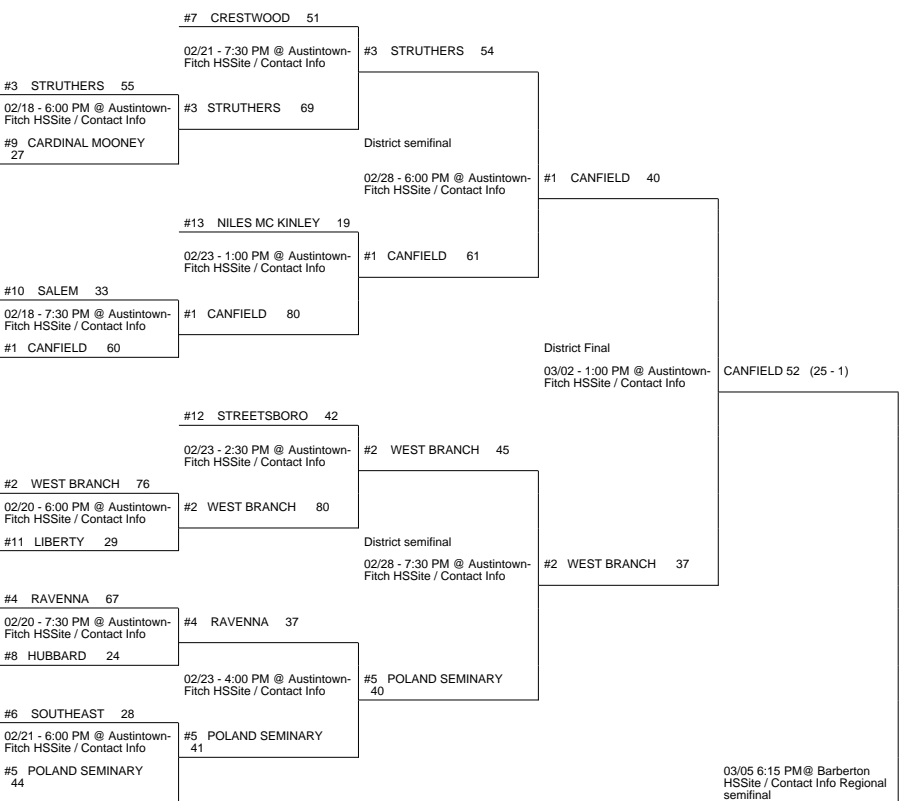 #7 CRESTWOOD 51
02/21 - 7:30 PM @ Austintown-
Fitch HSSite / Contact Info
#3 STRUTHERS 54
#3 STRUTHERS 55
02/18 - 6:00 PM @ Austintown-
Fitch HSSite / Contact Info
#3 STRUTHERS 69
#9 CARDINAL MOONEY
27
District semifinal
02/28 - 6:00 PM @ Austintown-
Fitch HSSite / Contact Info
#1 CANFIELD 40
#13 NILES MC KINLEY 19
02/23 - 1:00 PM @ Austintown-
Fitch HSSite / Contact Info
#1 CANFIELD 61
#10 SALEM 33
02/18 - 7:30 PM @ Austintown-
Fitch HSSite / Contact Info
#1 CANFIELD 80
#1 CANFIELD 60
District Final
03/02 - 1:00 PM @ Austintown-
Fitch HSSite / Contact Info
CANFIELD 52 (25 - 1)
#12 STREETSBORO 42
02/23 - 2:30 PM @ Austintown-
Fitch HSSite / Contact Info
#2 WEST BRANCH 45
#2 WEST BRANCH 76
02/20 - 6:00 PM @ Austintown-
Fitch HSSite / Contact Info
#2 WEST BRANCH 80
#11 LIBERTY 29
District semifinal
02/28 - 7:30 PM @ Austintown-
Fitch HSSite / Contact Info
#2 WEST BRANCH 37
#4 RAVENNA 67
02/20 - 7:30 PM @ Austintown-
Fitch HSSite / Contact Info
#4 RAVENNA 37
#8 HUBBARD 24
02/23 - 4:00 PM @ Austintown-
Fitch HSSite / Contact Info
#5 POLAND SEMINARY
40
#6 SOUTHEAST 28
02/21 - 6:00 PM @ Austintown-
Fitch HSSite / Contact Info
#5 POLAND SEMINARY
41
#5 POLAND SEMINARY
44
03/05 6:15 PM@ Barberton
HSSite / Contact Info Regional
semifinal